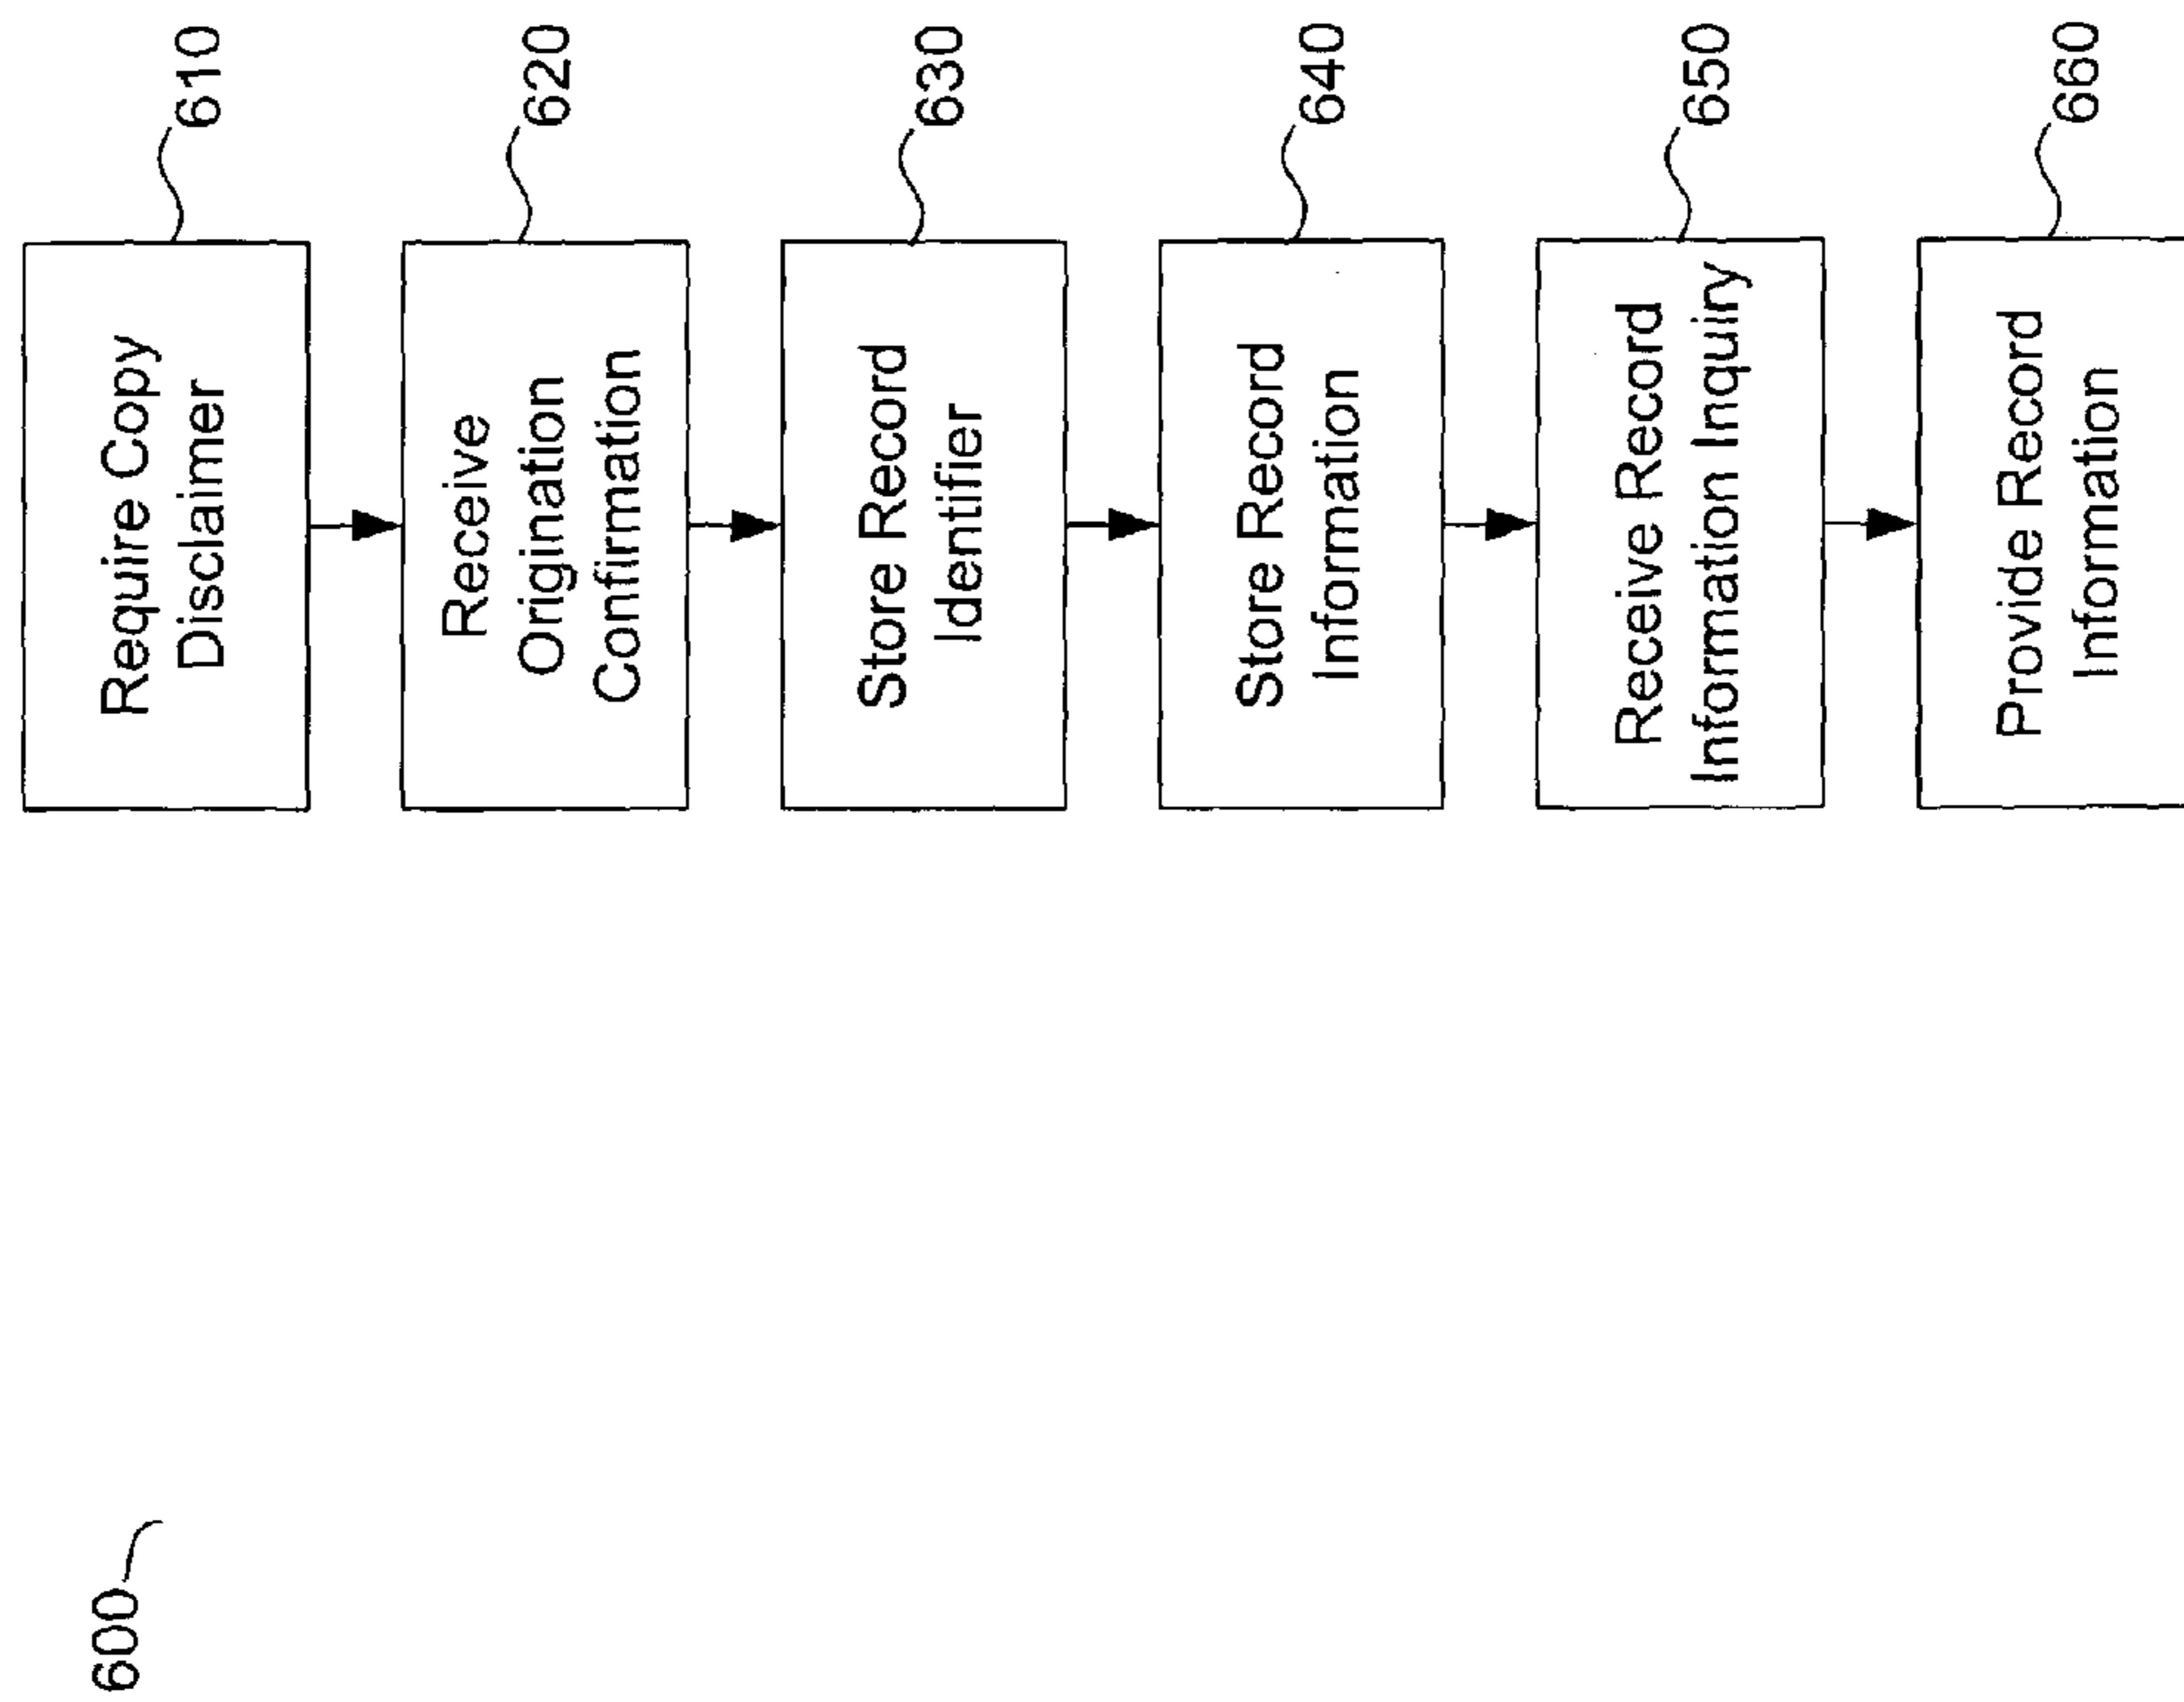 600
Require Copy
Disclaimer
610
Receive
Origination
Confirmation
620
Store Record
Identifier
630
Store Record
Information
640
Receive Record
Information Inquiry
650
Provide Record
Information
660